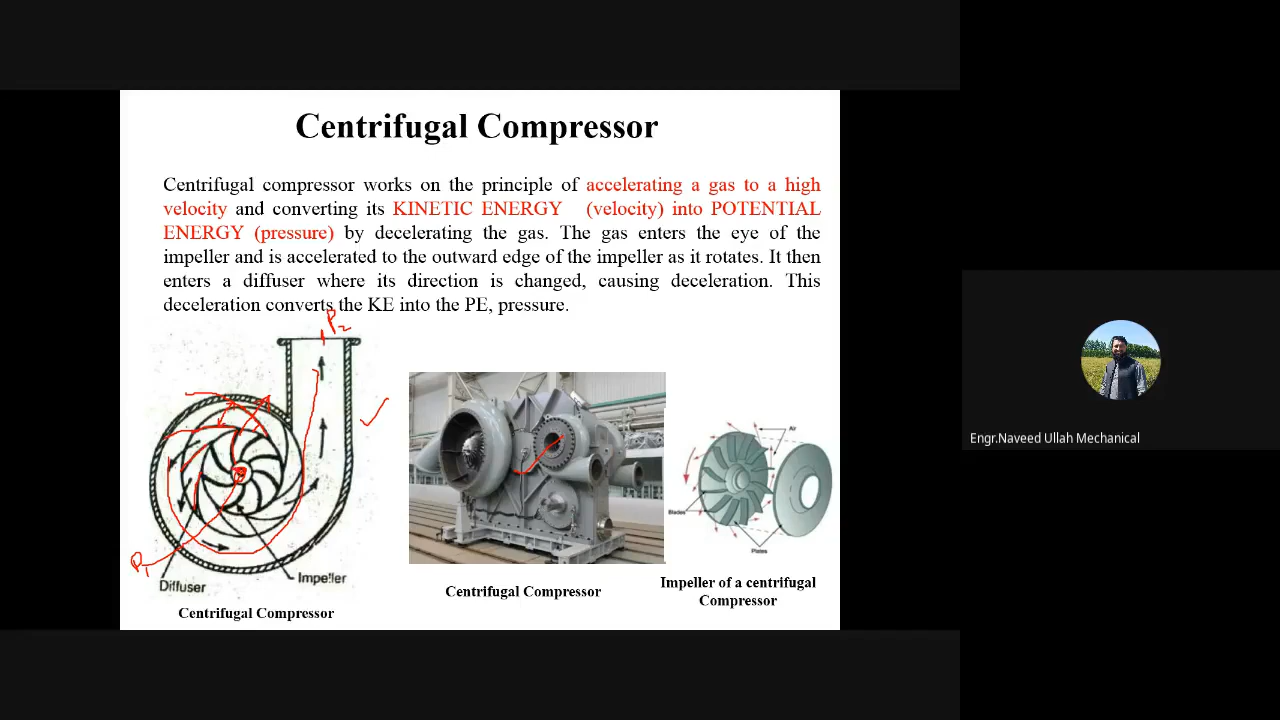 Centrifugal Compressor
Centrifugal compressor works on the principle of accelerating a gas to a high
velocity and converting its KINETIC ENERGY (velocity) into POTENTIAL
ENERGY (pressure) by decelerating the gas. The gas enters the eye of the
impeller and is accelerated to the outward edge of the impeller as it rotates. It then
enters a diffuser where its direction is changed, causing deceleration. This
deceleration converts the KE into the PE, pressure.
P2
P1
Diffuser
Impeller
Centrifugal Compressor
Centrifugal Compressor
Air
Blades
Plates
Impeller of a centrifugal
Compressor
Engr.Naveed Ullah Mechanical